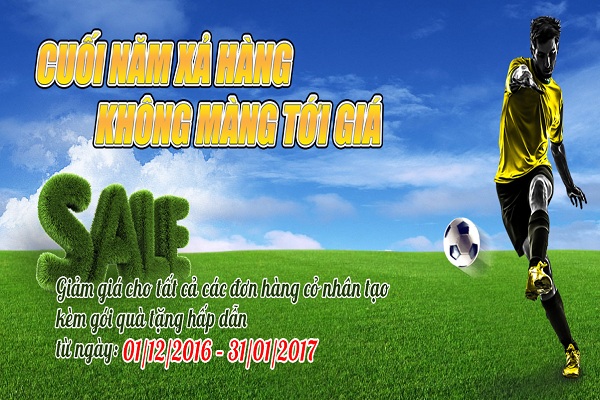 CUỐI NĂM XẢ HÀNG
KHÔNG MÀNG TỚI GIÁ
SALE
Giảm giá cho tất cả các đơn hàng cỏ nhân tạo
kèm gới quà tặng hấp dẫn
từ ngày: 01/12/2016 - 31/01/2017